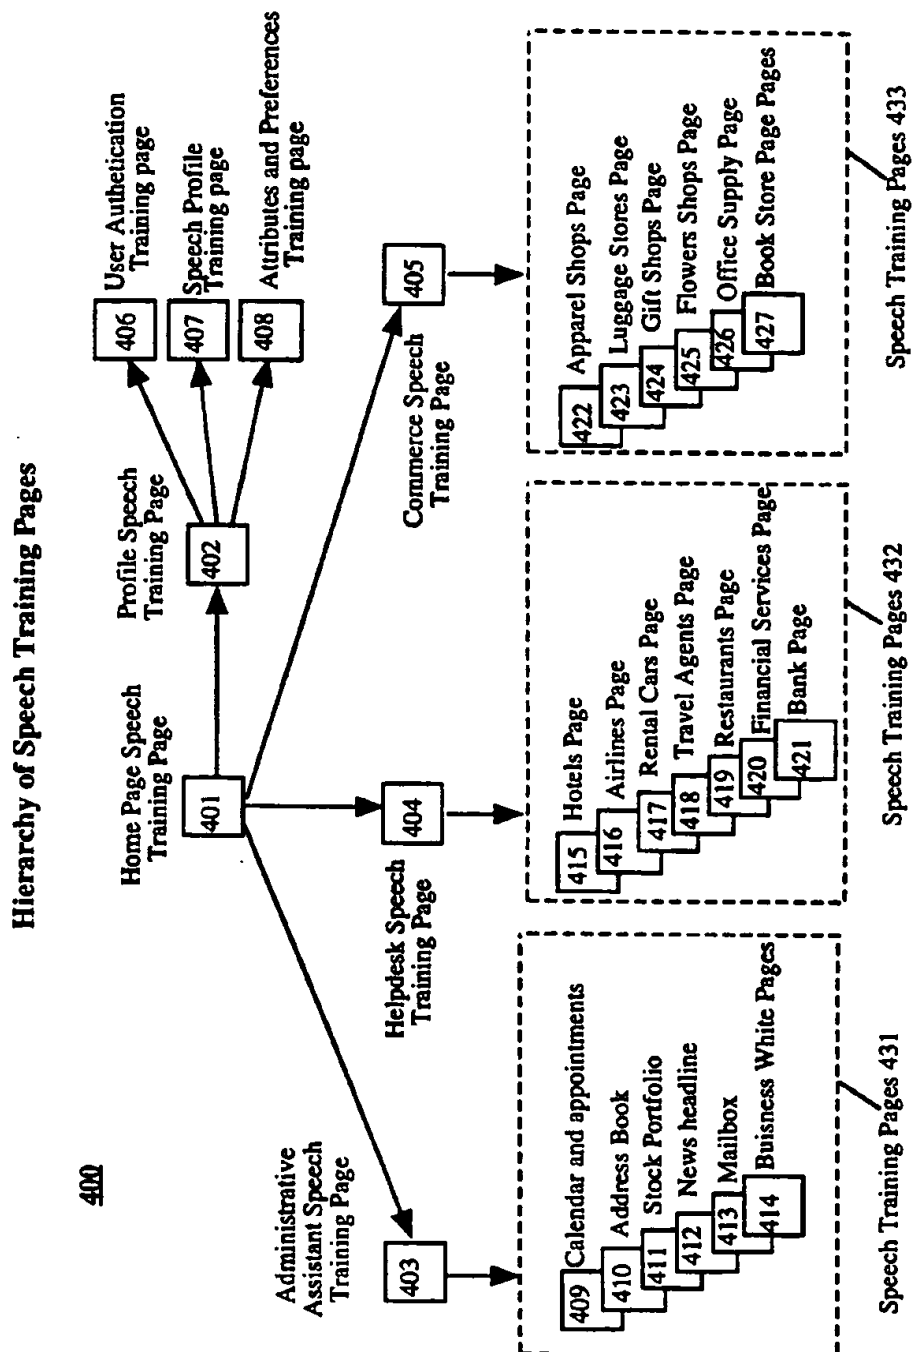 Hierarchy of Speech Training Pages
400
Home Page Speech
Training Page
401
Profile Speech
Training Page
402
406
User Authetication
Training page
407
Speech Profile
Training page
408
Attributes and Preferences
Training page
Administrative
Assistant Speech
Training Page
403
Helpdesk Speech
Training Page
404
Commerce Speech
Training Page
405
409 Calendar and appointments
410 Address Book
411 Stock Portfolio
412 News headline
413 Mailbox
414 Buisness White Pages
Speech Training Pages 431
415 Hotels Page
416 Airlines Page
417 Rental Cars Page
418 Travel Agents Page
419 Restaurants Page
420 Financial Services Page
421 Bank Page
Speech Training Pages 432
422 Apparel Shops Page
423 Luggage Stores Page
424 Gift Shops Page
425 Flowers Shops Page
426 Office Supply Page
427 Book Store Page Pages
Speech Training Pages 433